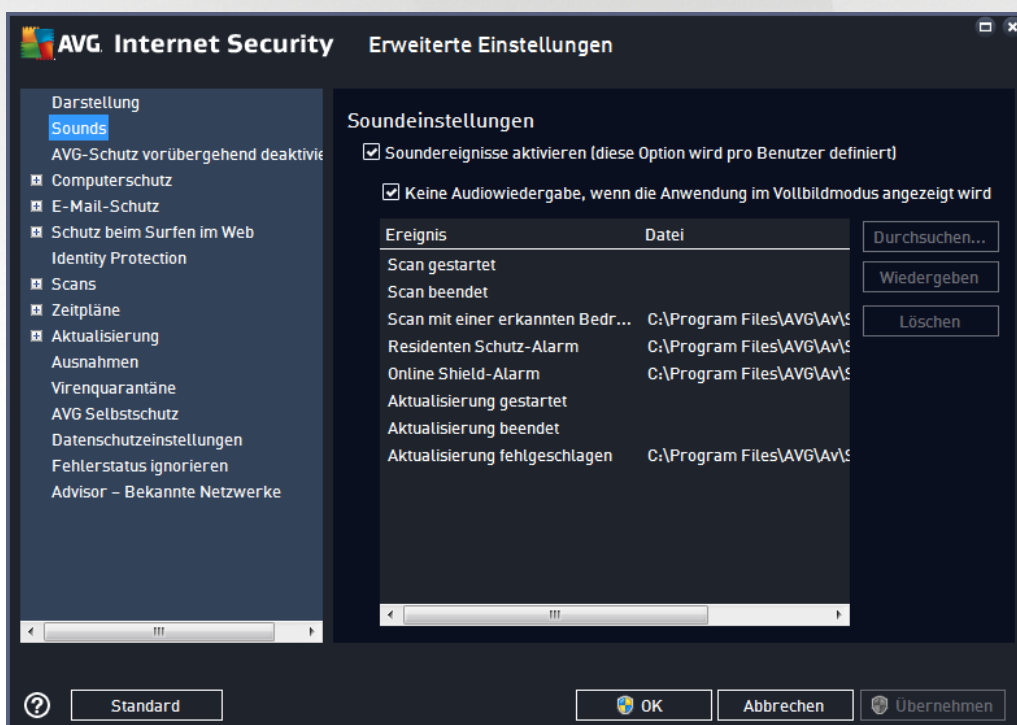 AVG. Internet Security Erweiterte Einstellungen
Darstellung
Sounds
AVG-Schutz vorübergehend deaktivie
Computerschutz
E-Mail-Schutz
Schutz beim Surfen im Web
Identity Protection
Scans
Zeitpläne
Aktualisierung
Ausnahmen
Virenquarantäne
AVG Selbstschutz
Datenschutzeinstellungen
Fehlerstatus ignorieren
Advisor – Bekannte Netzwerke
Soundeinstellungen
Soundereignisse aktivieren (diese Option wird pro Benutzer definiert)
Keine Audiowiedergabe, wenn die Anwendung im Vollbildmodus angezeigt wird
Ereignis Datei
Scan gestartet
Scan beendet
Scan mit einer erkannten Bedr... C:\Program Files\AVG\Av\S
Residenten Schutz-Alarm C:\Program Files\AVG\Av\S
Online Shield-Alarm C:\Program Files\AVG\Av\S
Aktualisierung gestartet
Aktualisierung beendet
Aktualisierung fehlgeschlagen C:\Program Files\AVG\Av\S
Durchsuchen...
Wiedergeben
Löschen
Standard OK Abbrechen Übernehmen